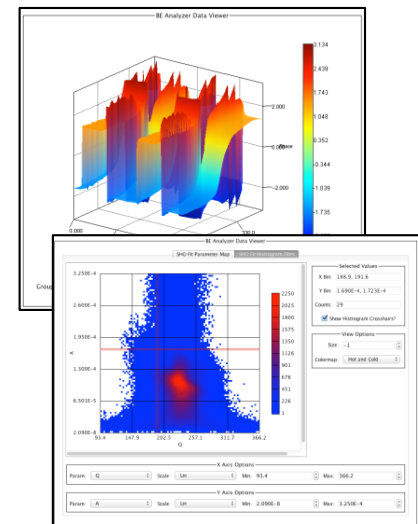 BE Analyzer Data Viewer
3.134
2.439
1.743
1.048
0.352
-0.344
-1.039
-1.735
2.000
0.000
-2.000
0.000
Grou
BE Analyzer Data Viewer
SHO Fit Parameter Map
3.250E-4
2.600E-4
1.950E-4
1.300E-4
6.501E-5
2.090E-8
A
93.4 147.9 202.5 257.1 311.7 366.2
Q
2250
2025
1800
1575
1350
1126
901
676
451
226
1
Selected Values
X Bin: 146.9, 191.6
Y Bin: 1.690E-4, 1.723E-4
Counts: 29
Show Histogram Crosshairs?
View Options
Size -1
Colormap: Hot and Cold
X Axis Options
Param: Q Scale Lin Min: 93.4 Max: 366.2
Y Axis Options
Param: A Scale Lin Min: 2.090E-8 Max: 3.250E-4